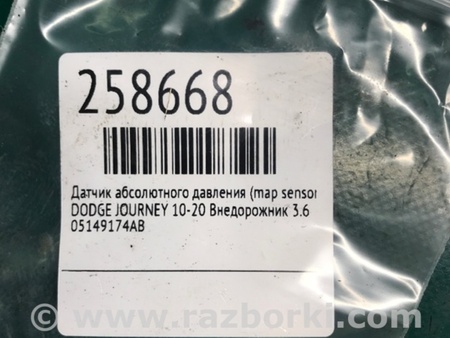 258668
Датчик абсолютного давления (map sensor
DODGE JOURNEY 10-20 Внедорожник 3.6
05149174AB
© www.razborki.com